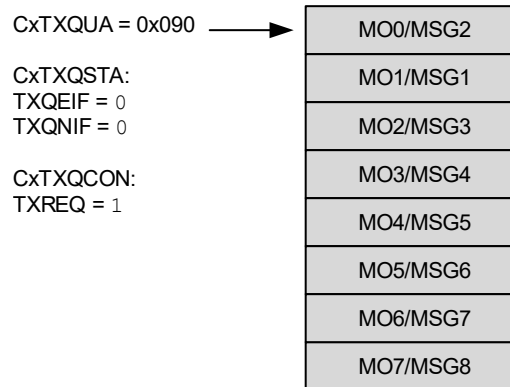 CxTXQUA = 0x090
CxTXQSTA:
TXQEIF = 0
TXQNIF = 0
CxTXQCON:
TXREQ = 1
MO0/MSG2
MO1/MSG1
MO2/MSG3
MO3/MSG4
MO4/MSG5
MO5/MSG6
MO6/MSG7
MO7/MSG8